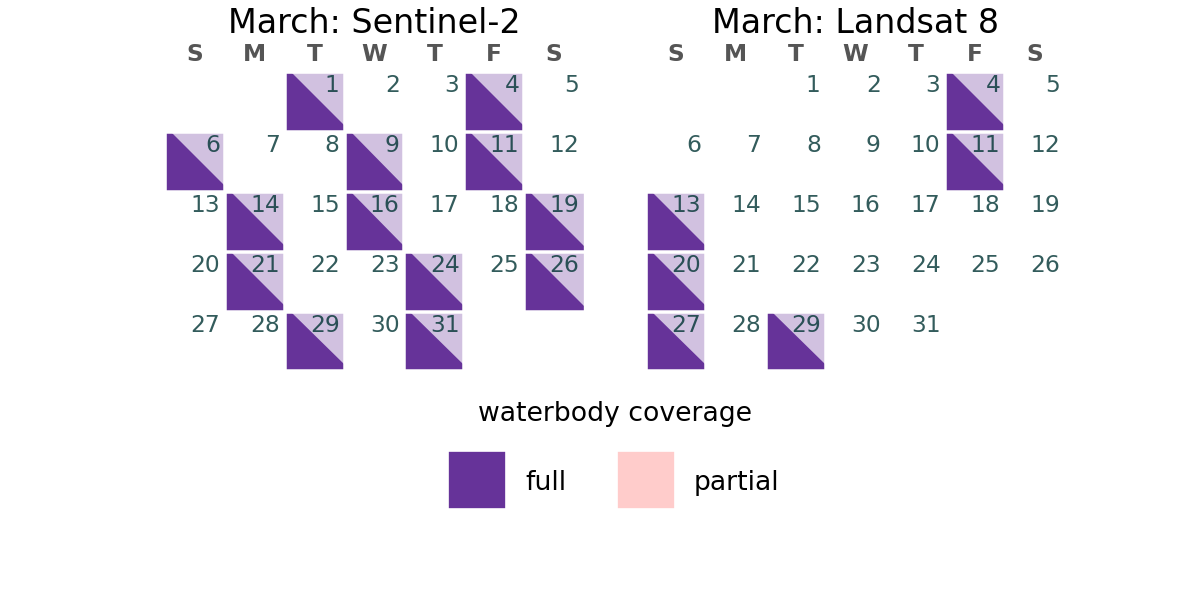 March: Sentinel-2
S M T W T F S
1 2 3 4 5
6 7 8 9 10 11 12
13 14 15 16 17 18 19
20 21 22 23 24 25 26
27 28 29 30 31
March: Landsat 8
S M T W T F S
1 2 3 4 5
6 7 8 9 10 11 12
13 14 15 16 17 18 19
20 21 22 23 24 25 26
27 28 29 30 31
waterbody coverage
full partial